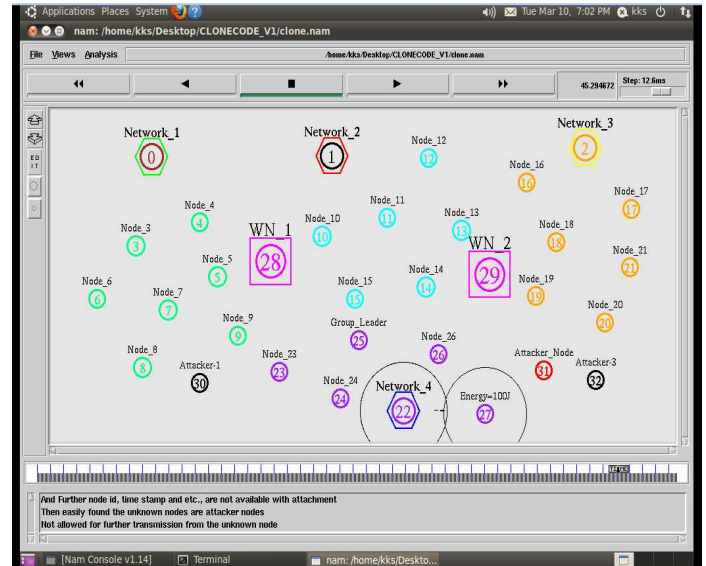 Applications Places System
Tue Mar 10, 7:02 PM kks
nam: /home/kks/Desktop/CLONECODE_V1/clone.nam
File Views Analysis /home/kks/Desktop/CLONECODE_V1/clone.nam
45.294672 Step: 12.6ms
ED
IT
Network_1
0
Network_2
1
Network_3
2
Node_12
12
Node_16
16
Node_17
17
Node_4
4
Node_11
11
Node_3
3
Node_10
10
Node_13
13
Node_18
18
WN_1
28
WN_2
29
Node_21
21
Node_5
5
Node_6
6
Node_7
7
Node_15
15
Node_14
14
Node_19
19
Node_20
20
Node_9
9
Group_Leader
25
Node_26
26
Node_8
8
Attacker-1
30
Node_23
23
Attacker_Node
31
Attacker-3
32
Node_24
24
Network_4
22
Energy=100J
27
And Further node id, time stamp and etc., are not available with attachment
Then easily found the unknown nodes are attacker nodes
Not allowed for further transmission from the unknown node
[Nam Console v1.14] Terminal nam: /home/kks/Deskto...